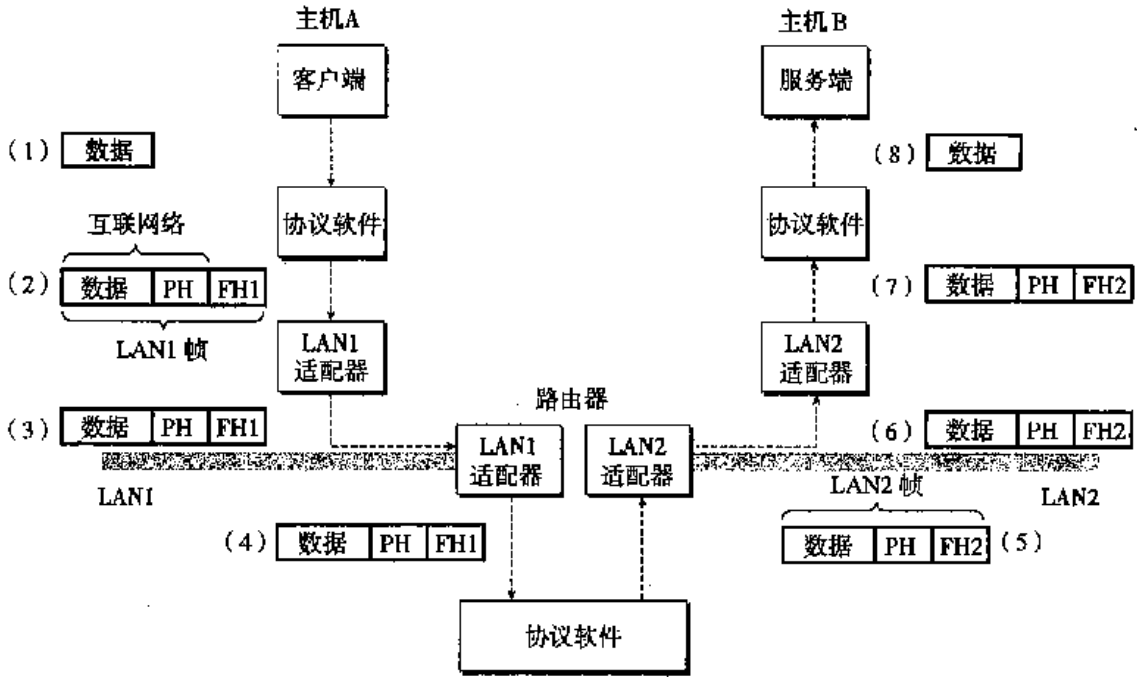 主机A
主机 B
客户端
服务端
(1) 数据
(8) 数据
协议软件
协议软件
互联网络
(2) 数据 PH FH1
(7) 数据 PH FH2
LAN1 帧
LAN1
适配器
LAN2
适配器
路由器
(3) 数据 PH FH1
(6) 数据 PH FH2
LAN1
适配器
LAN2
适配器
LAN1
LAN2 帧
LAN2
(4) 数据 PH FH1
数据 PH FH2 (5)
协议软件